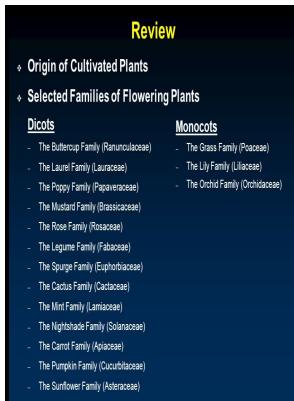 Review
❖ Origin of Cultivated Plants
❖ Selected Families of Flowering Plants
Dicots
– The Buttercup Family (Ranunculaceae)
– The Laurel Family (Lauraceae)
– The Poppy Family (Papaveraceae)
– The Mustard Family (Brassicaceae)
– The Rose Family (Rosaceae)
– The Legume Family (Fabaceae)
– The Spurge Family (Euphorbiaceae)
– The Cactus Family (Cactaceae)
– The Mint Family (Lamiaceae)
– The Nightshade Family (Solanaceae)
– The Carrot Family (Apiaceae)
– The Pumpkin Family (Cucurbitaceae)
– The Sunflower Family (Asteraceae)
Monocots
– The Grass Family (Poaceae)
– The Lily Family (Liliaceae)
– The Orchid Family (Orchidaceae)